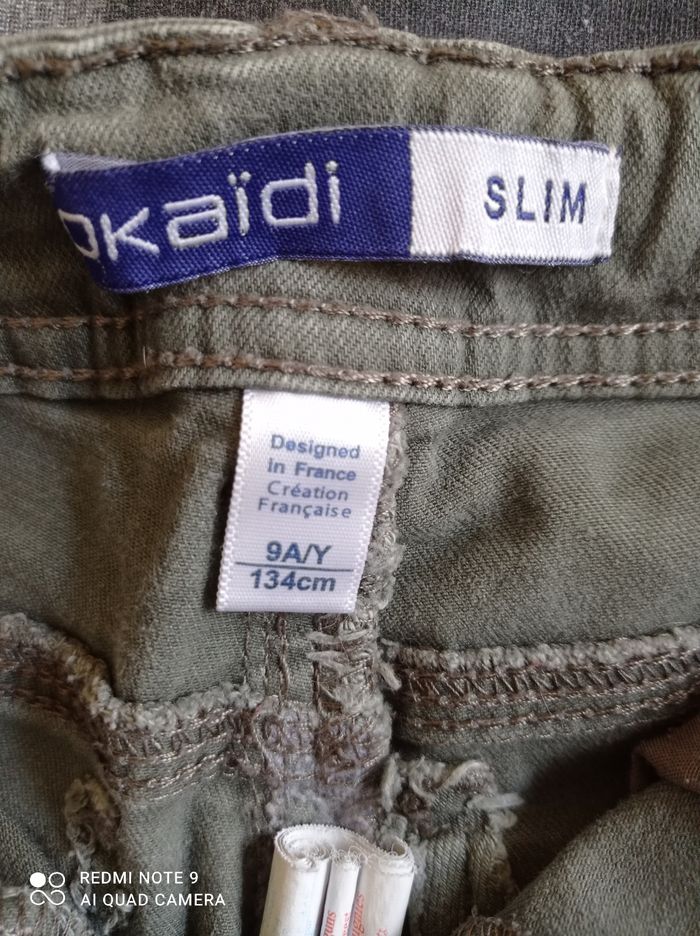 okaïdi SLIM
Designed
in France
Création
Française
9A/Y
134cm
REDMI NOTE 9
AI QUAD CAMERA